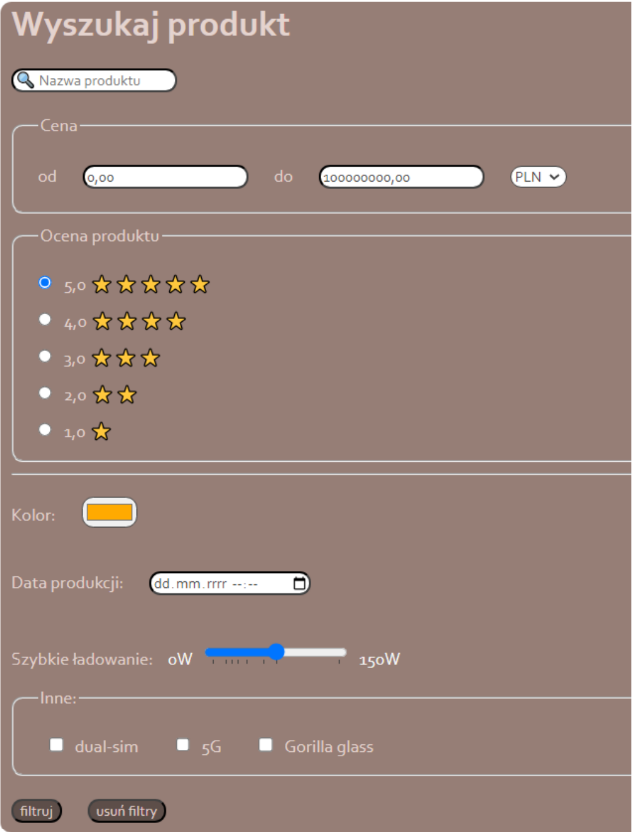 Wyszukaj produkt
Nazwa produktu
Cena
od 0,00 do 100000000,00 PLN
Ocena produktu
5,0
4,0
3,0
2,0
1,0
Kolor:
Data produkcji: dd.mm.rrrr --:--
Szybkie ładowanie: 0W 150W
Inne:
dual-sim 5G Gorilla glass
filtruj usuń filtry